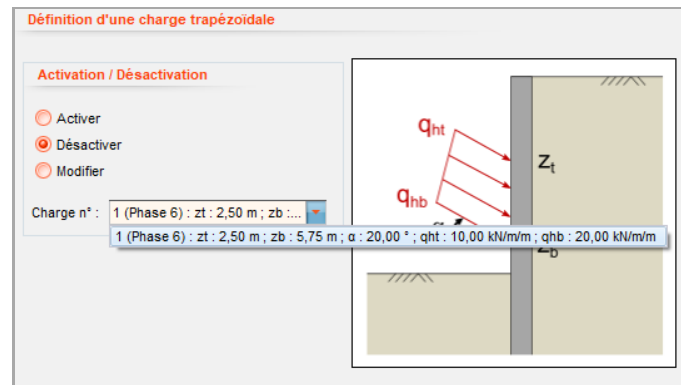 Définition d'une charge trapézoïdale
Activation / Désactivation
Activer
Désactiver
Modifier
Charge n° : 1 (Phase 6) : zt : 2,50 m ; zb :...
1 (Phase 6) : zt : 2,50 m ; zb : 5,75 m ; α : 20,00 ° ; qht : 10,00 kN/m/m ; qhb : 20,00 kN/m/m
qht
zt
qhb
zb